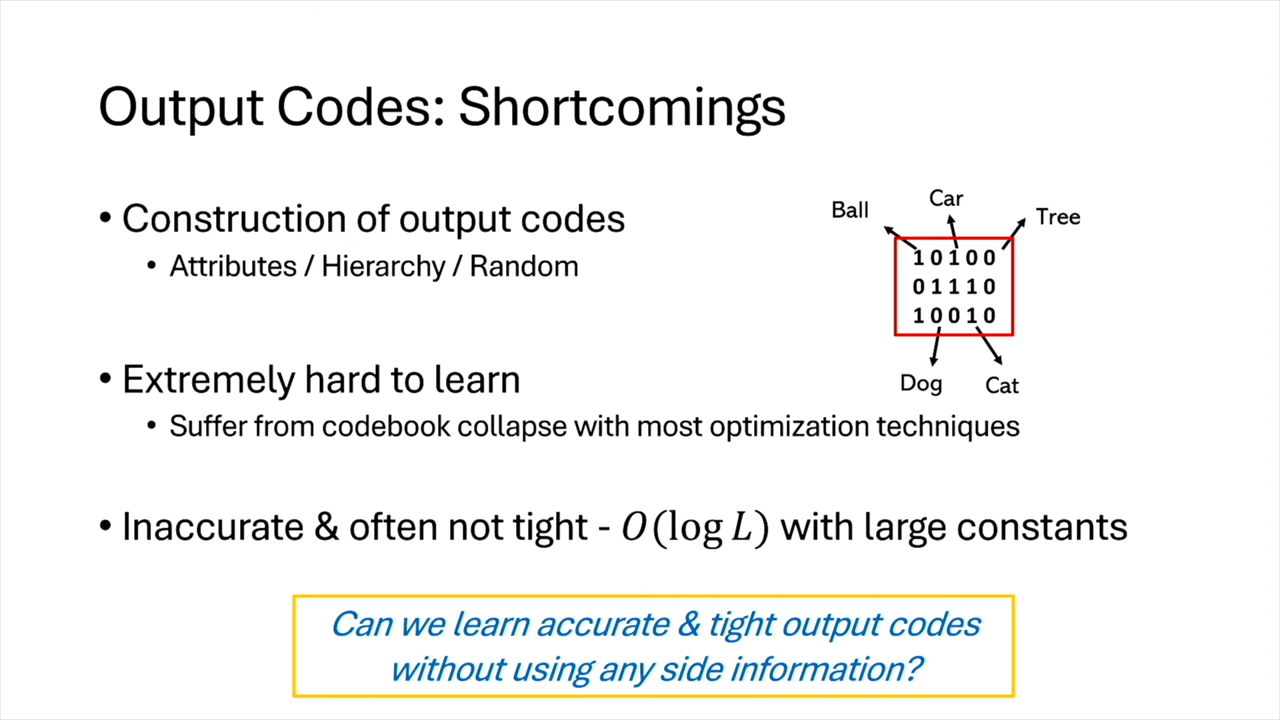 Output Codes: Shortcomings
• Construction of output codes
• Attributes / Hierarchy / Random
Ball
Car
Tree
1 0 1 0 0
0 1 1 1 0
1 0 0 1 0
Dog
Cat
• Extremely hard to learn
• Suffer from codebook collapse with most optimization techniques
• Inaccurate & often not tight - O(log L) with large constants
Can we learn accurate & tight output codes
without using any side information?